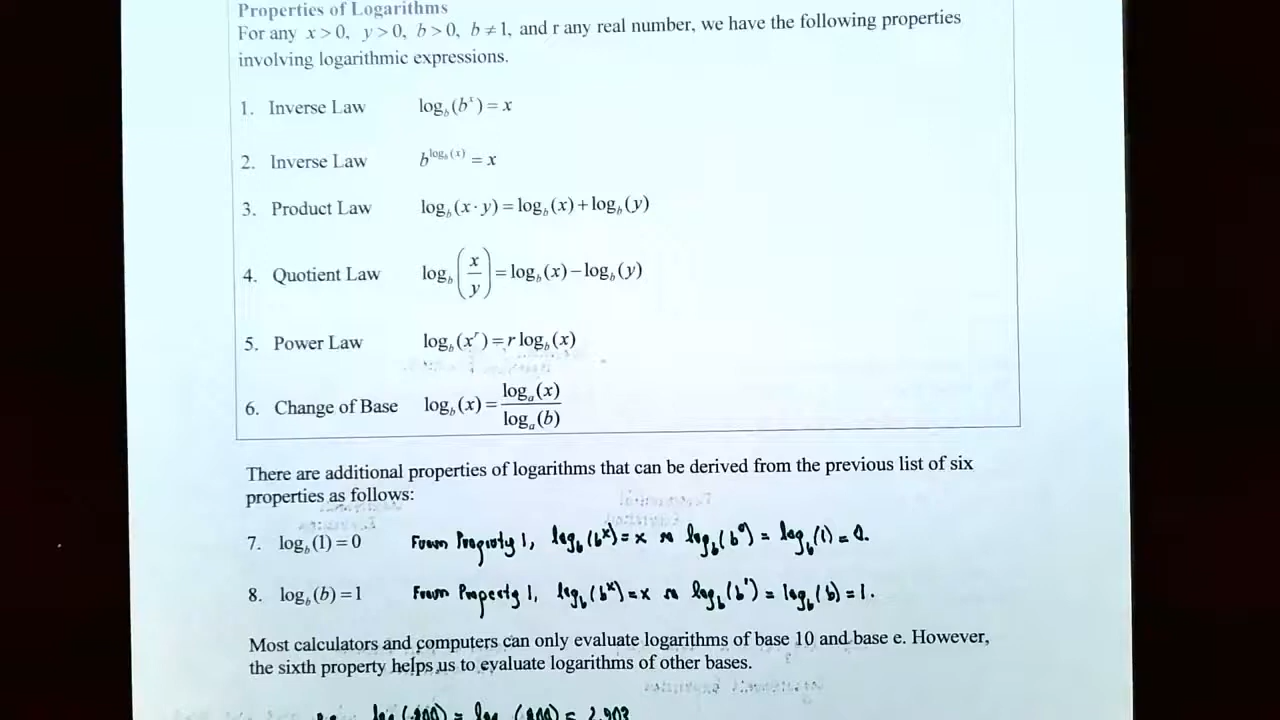 Properties of Logarithms
For any x > 0, y > 0, b > 0, b ≠ 1, and r any real number, we have the following properties
involving logarithmic expressions.
1. Inverse Law log_b(b^x) = x
2. Inverse Law b^(log_b(x)) = x
3. Product Law log_b(x · y) = log_b(x) + log_b(y)
4. Quotient Law log_b(x/y) = log_b(x) − log_b(y)
5. Power Law log_b(x^r) = r log_b(x)
6. Change of Base log_b(x) = log_a(x)/log_a(b)
There are additional properties of logarithms that can be derived from the previous list of six
properties as follows:
7. log_b(1) = 0 From Property 1, log_b(b^x) = x so log_b(b^0) = log_b(1) = 0.
8. log_b(b) = 1 From Property 1, log_b(b^x) = x so log_b(b^1) = log_b(b) = 1.
Most calculators and computers can only evaluate logarithms of base 10 and base e. However,
the sixth property helps us to evaluate logarithms of other bases.